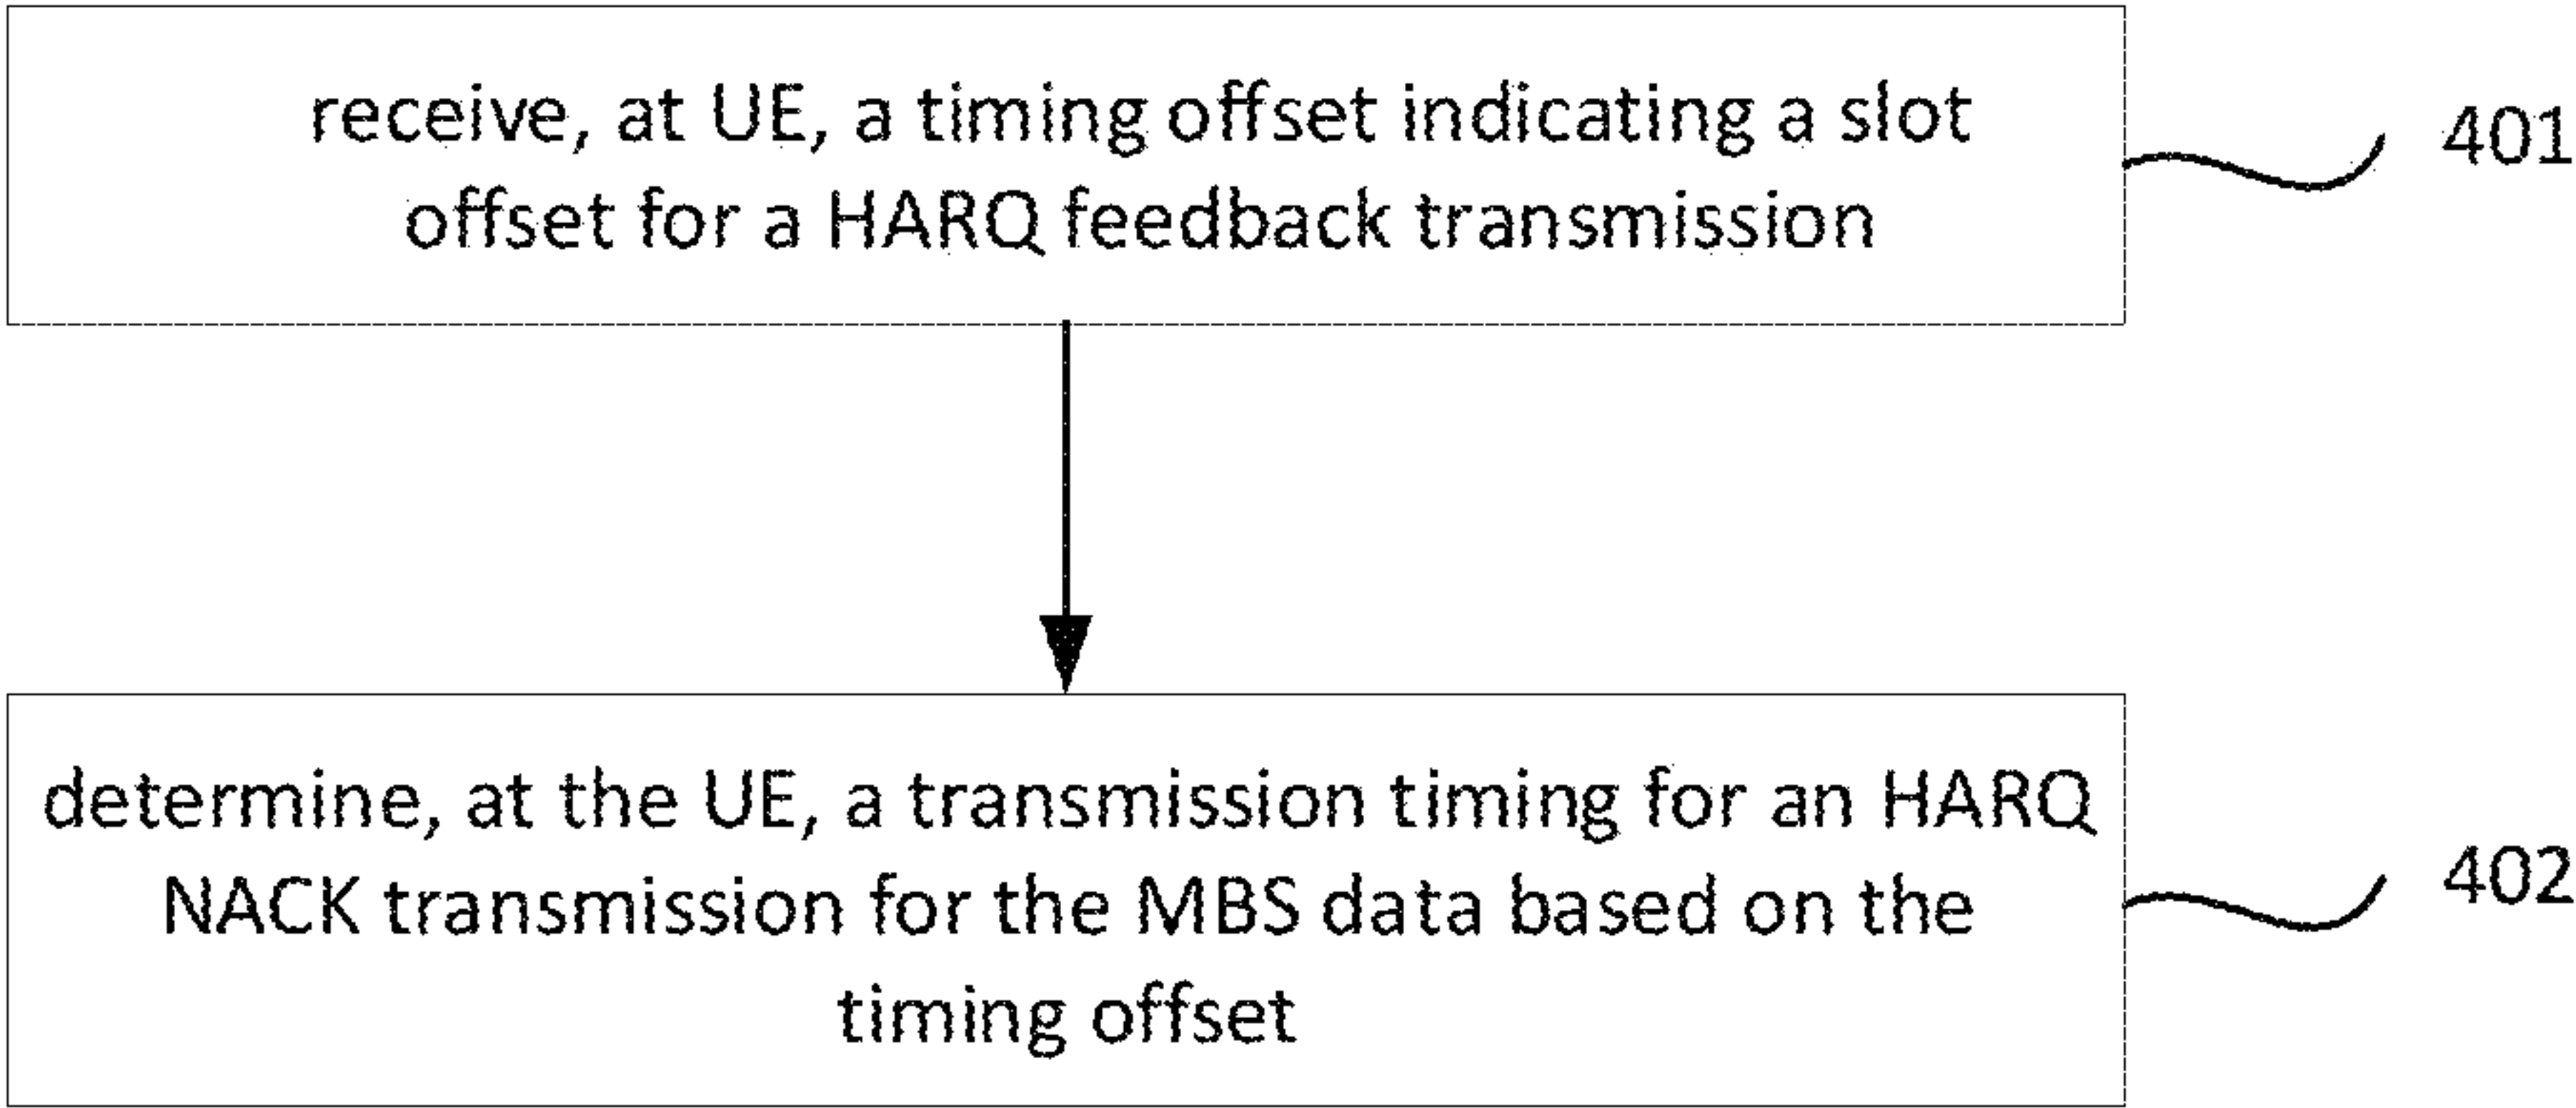 receive, at UE, a timing offset indicating a slot
offset for a HARQ feedback transmission
401
determine, at the UE, a transmission timing for an HARQ
NACK transmission for the MBS data based on the
timing offset
402